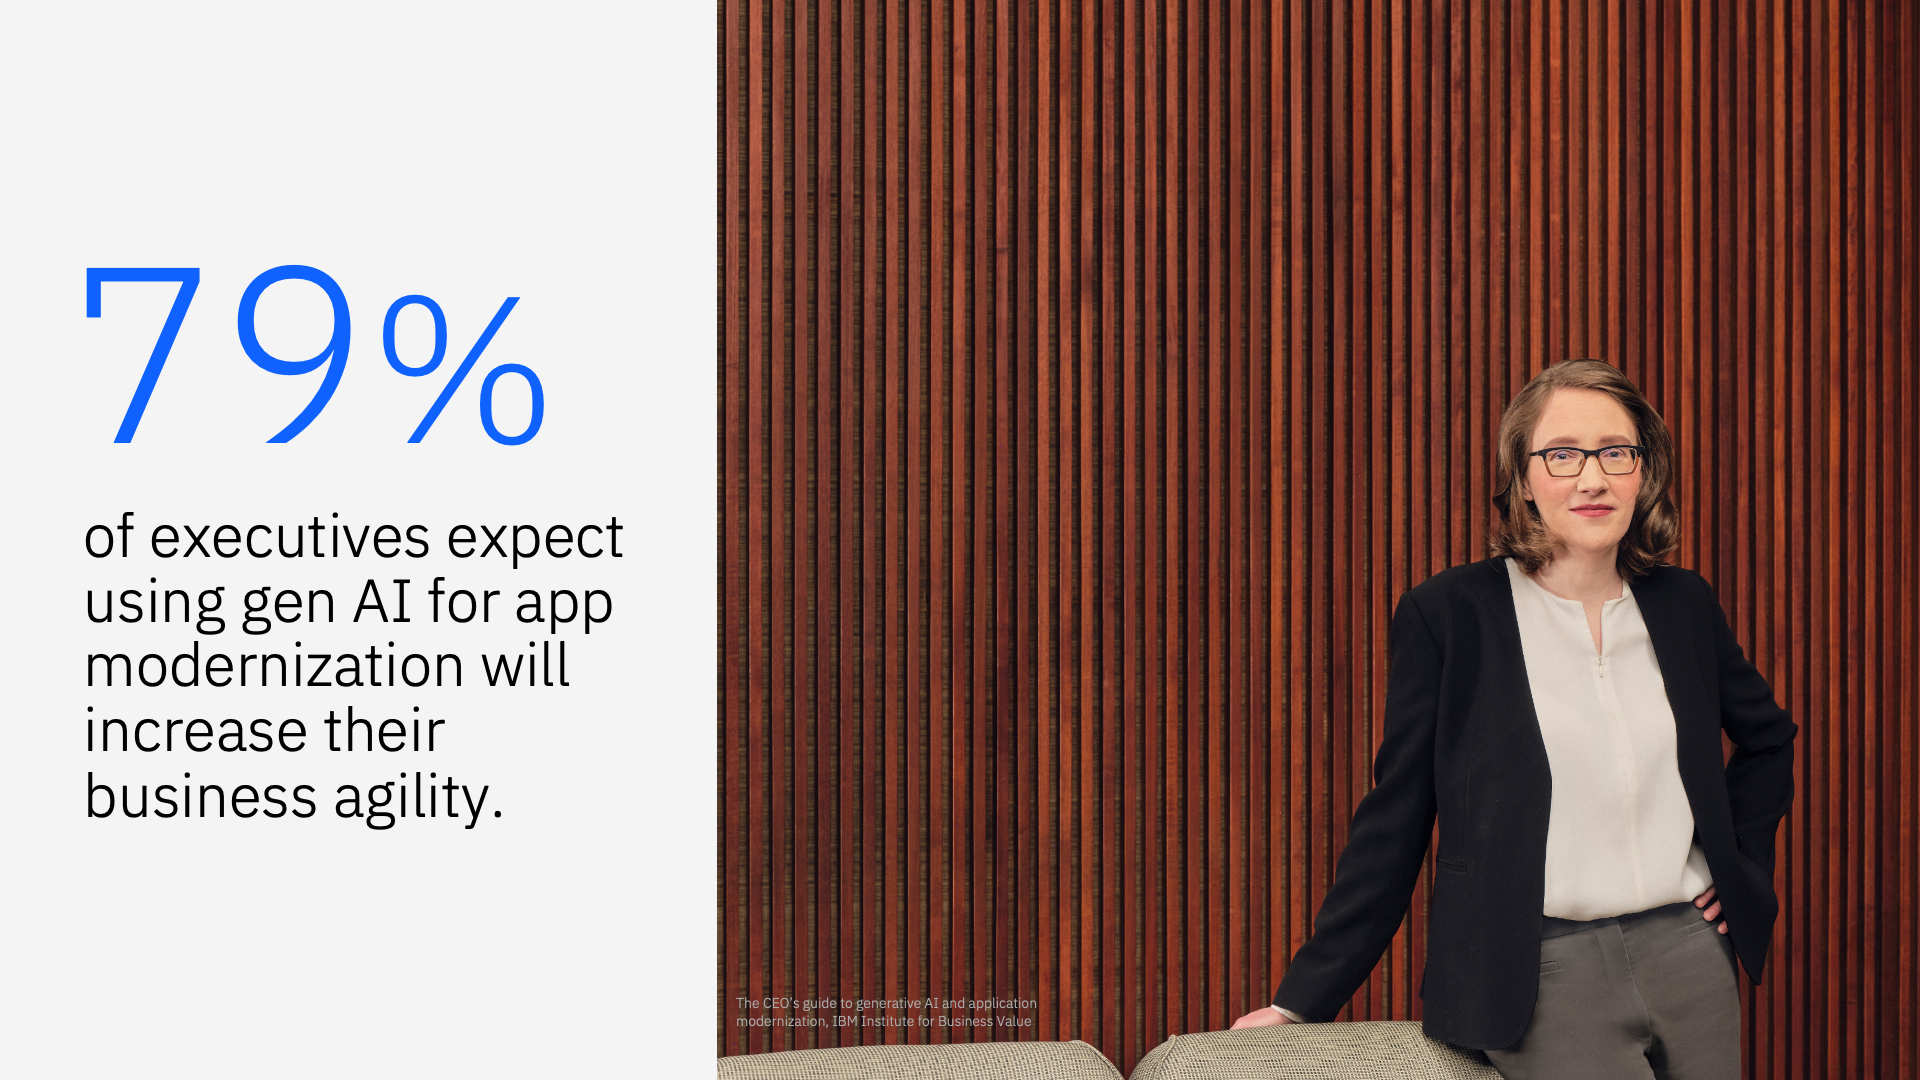 79%
of executives expect
using gen AI for app
modernization will
increase their
business agility.
The CEO's guide to generative AI and application
modernization, IBM Institute for Business Value